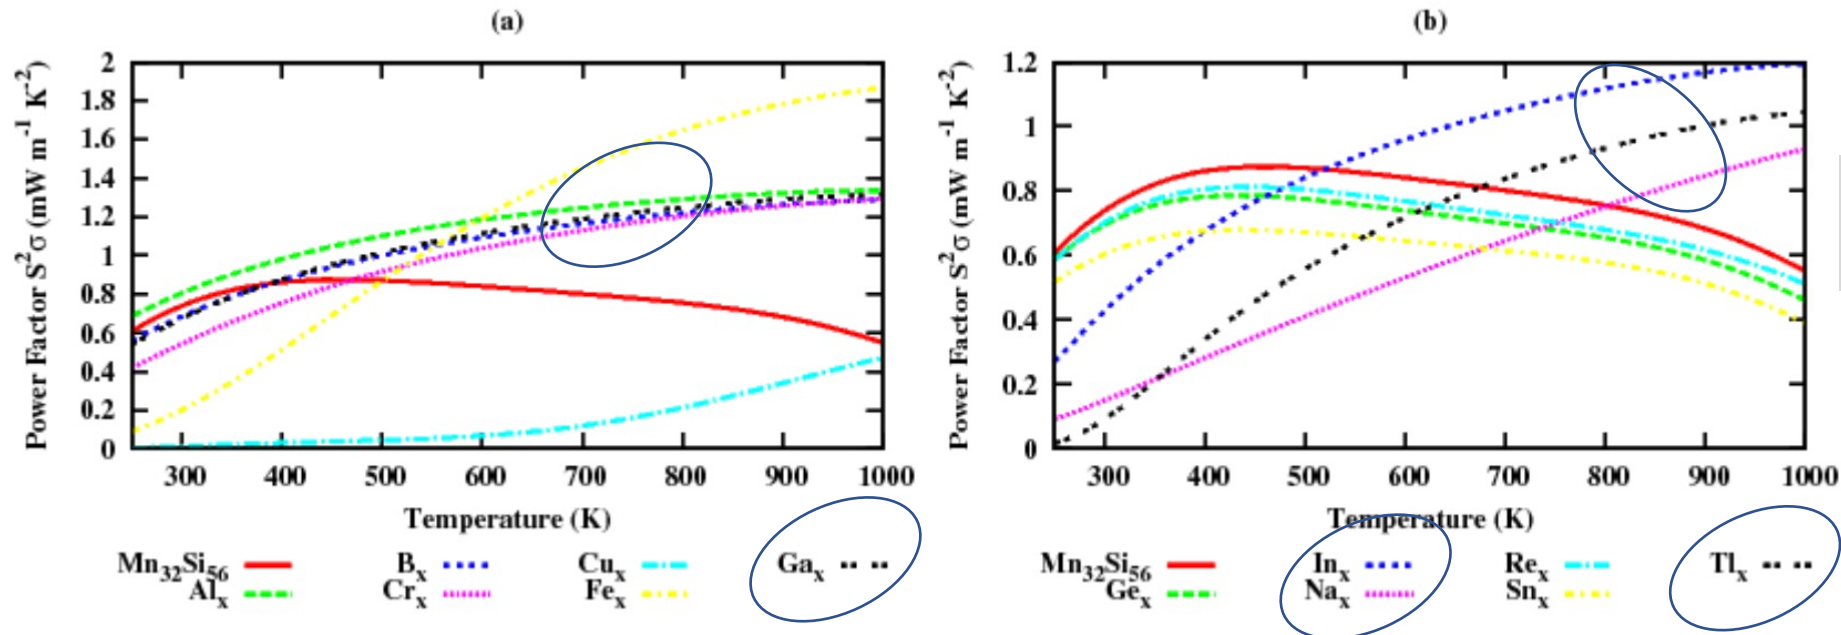 (a)
Power Factor S²σ (mW m⁻¹ K⁻²)
2
1.8
1.6
1.4
1.2
1
0.8
0.6
0.4
0.2
0
300 400 500 600 700 800 900 1000
Temperature (K)
Mn₃₂Si₅₆ Bₓ Cuₓ Gaₓ
Alₓ Crₓ Feₓ
(b)
Power Factor S²σ (mW m⁻¹ K⁻²)
1.2
1
0.8
0.6
0.4
0.2
0
300 400 500 600 700 800 900 1000
Temperature (K)
Mn₃₂Si₅₆ Inₓ Reₓ Tlₓ
Geₓ Naₓ Snₓ